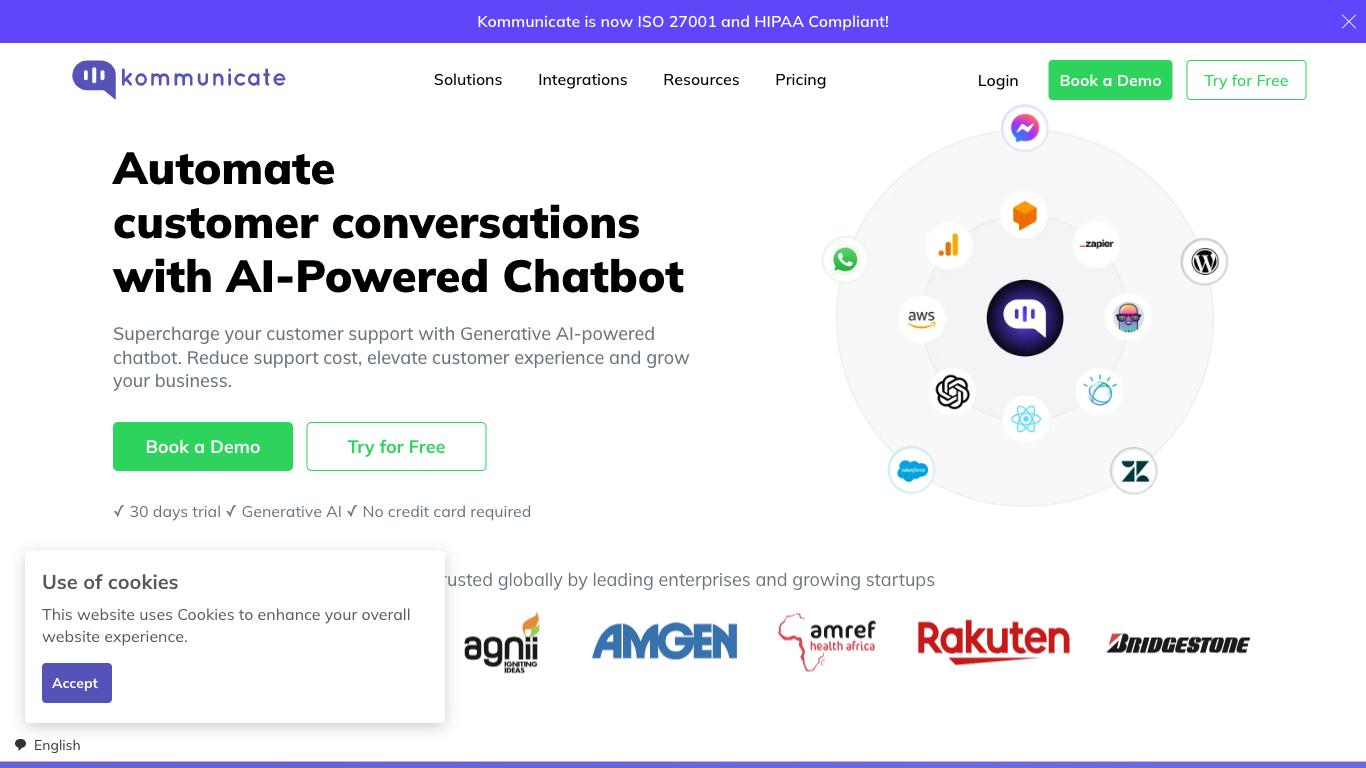 Kommunicate is now ISO 27001 and HIPAA Compliant!
kommunicate
Solutions
Integrations
Resources
Pricing
Login
Book a Demo
Try for Free
Automate
customer conversations
with AI-Powered Chatbot
Supercharge your customer support with Generative AI-powered
chatbot. Reduce support cost, elevate customer experience and grow
your business.
Book a Demo
Try for Free
✓ 30 days trial ✓ Generative AI ✓ No credit card required
zapier
aws
salesforce
rusted globally by leading enterprises and growing startups
agnii
IGNITING
IDEAS
AMGEN
amref
health africa
Rakuten
BRIDGESTONE
Use of cookies
This website uses Cookies to enhance your overall
website experience.
Accept
English